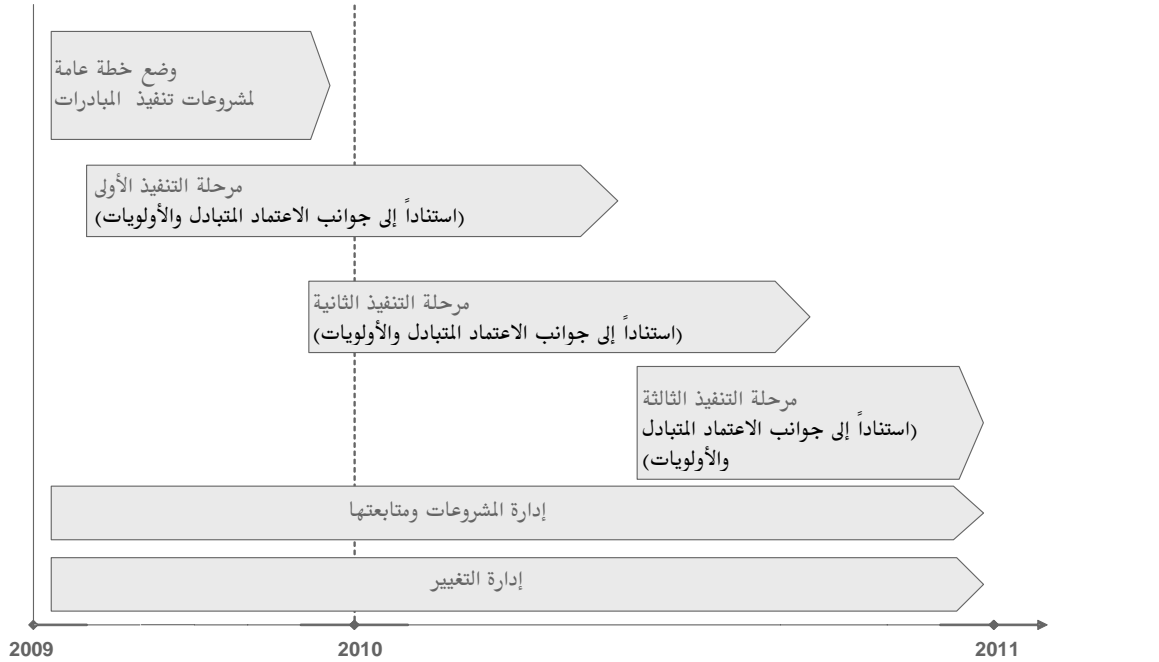 وضع خطة عامة
لمشروعات تنفيذ المبادرات
مرحلة التنفيذ الأولى
(استناداً إلى جوانب الاعتماد المتبادل والأولويات)
مرحلة التنفيذ الثانية
(استناداً إلى جوانب الاعتماد المتبادل والأولويات)
مرحلة التنفيذ الثالثة
(استناداً إلى جوانب الاعتماد المتبادل
والأولويات)
إدارة المشروعات ومتابعتها
إدارة التغيير
2009
2010
2011